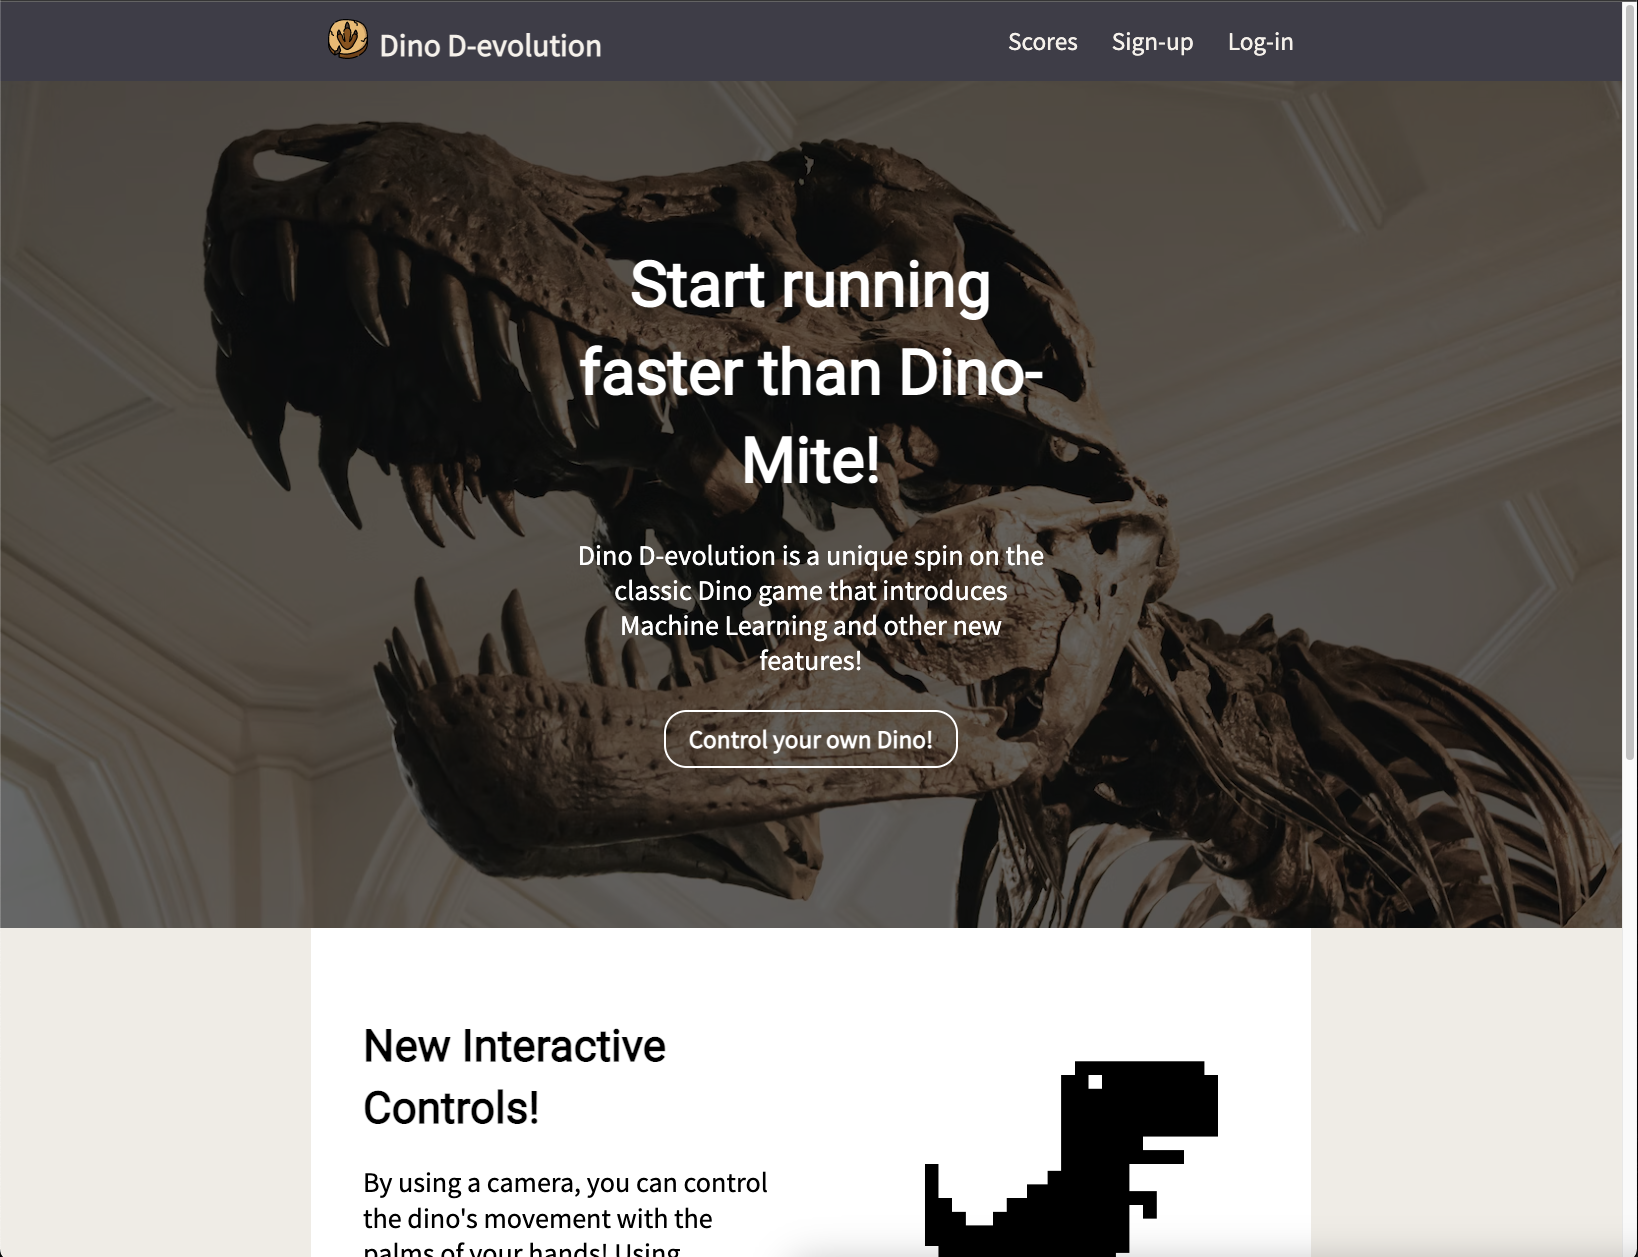 Dino D-evolution
Scores Sign-up Log-in
Start running
faster than Dino-
Mite!
Dino D-evolution is a unique spin on the
classic Dino game that introduces
Machine Learning and other new
features!
Control your own Dino!
New Interactive
Controls!
By using a camera, you can control
the dino's movement with the
palms of your hands! Using